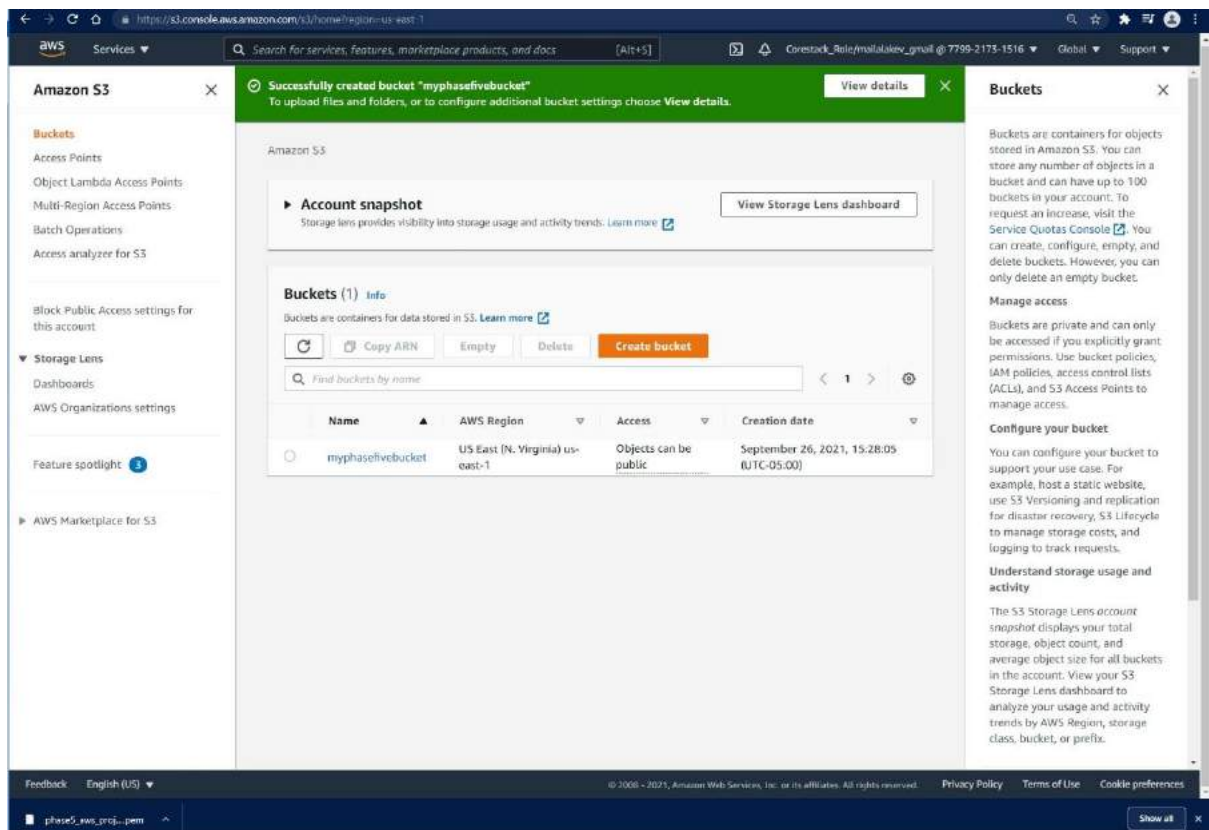 https://s3.console.aws.amazon.com/s3/home?region=us-east-1
aws
Services
Search for services, features, marketplace products, and docs
[Alt+S]
Corestack_Role/mailalakev_gmail @ 7799-2173-1516
Global
Support
Amazon S3
Buckets
Access Points
Object Lambda Access Points
Multi-Region Access Points
Batch Operations
Access analyzer for S3
Block Public Access settings for
this account
Storage Lens
Dashboards
AWS Organizations settings
Feature spotlight 3
AWS Marketplace for S3
Successfully created bucket "myphasefivebucket"
To upload files and folders, or to configure additional bucket settings choose View details.
View details
Amazon S3
Account snapshot
Storage lens provides visibility into storage usage and activity trends. Learn more
View Storage Lens dashboard
Buckets (1) Info
Buckets are containers for data stored in S3. Learn more
Copy ARN
Empty
Delete
Create bucket
Find buckets by name
1
Name
AWS Region
Access
Creation date
myphasefivebucket
US East (N. Virginia) us-
east-1
Objects can be
public
September 26, 2021, 15:28:05
(UTC-05:00)
Buckets
Buckets are containers for objects
stored in Amazon S3. You can
store any number of objects in a
bucket and can have up to 100
buckets in your account. To
request an increase, visit the
Service Quotas Console. You
can create, configure, empty, and
delete buckets. However, you can
only delete an empty bucket.
Manage access
Buckets are private and can only
be accessed if you explicitly grant
permissions. Use bucket policies,
IAM policies, access control lists
(ACLs), and S3 Access Points to
manage access.
Configure your bucket
You can configure your bucket to
support your use case. For
example, host a static website,
use S3 Versioning and replication
for disaster recovery, S3 Lifecycle
to manage storage costs, and
logging to track requests.
Understand storage usage and
activity
The S3 Storage Lens account
snapshot displays your total
storage, object count, and
average object size for all buckets
in the account. View your S3
Storage Lens dashboard to
analyze your usage and activity
trends by AWS Region, storage
class, bucket, or prefix.
Feedback
English (US)
© 2008 - 2021, Amazon Web Services, Inc. or its affiliates. All rights reserved.
Privacy Policy
Terms of Use
Cookie preferences
phase5_aws_proj....pem
Show all